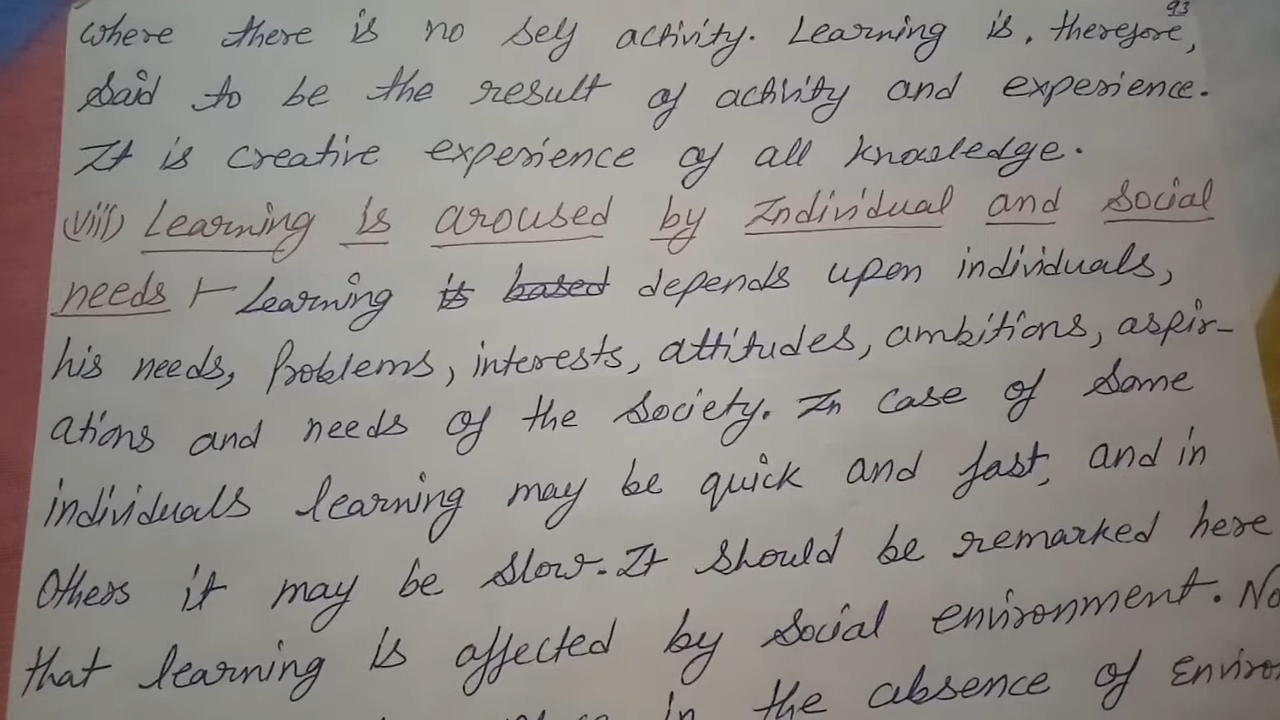 93
where there is no self activity. Learning is, therefore,
said to be the result of activity and experience.
It is creative experience of all knowledge.
(viii) Learning is aroused by Individual and Social
needs :- Learning is based depends upon individuals,
his needs, Problems, interests, attitudes, ambitions, aspir-
ations and needs of the society. In case of some
individuals learning may be quick and fast, and in
Others it may be slow. It should be remarked here
that learning is affected by social environment. No
in the absence of Enviro